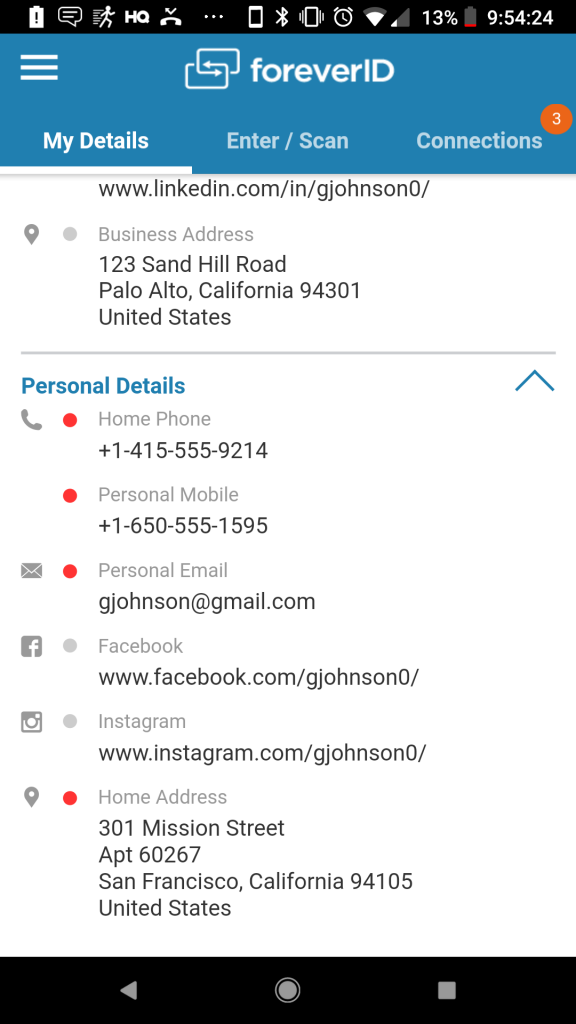 HQ
13%
9:54:24
foreverID
My Details
Enter / Scan
Connections
3
www.linkedin.com/in/gjohnson0/
Business Address
123 Sand Hill Road
Palo Alto, California 94301
United States
Personal Details
Home Phone
+1-415-555-9214
Personal Mobile
+1-650-555-1595
Personal Email
gjohnson@gmail.com
Facebook
www.facebook.com/gjohnson0/
Instagram
www.instagram.com/gjohnson0/
Home Address
301 Mission Street
Apt 60267
San Francisco, California 94105
United States